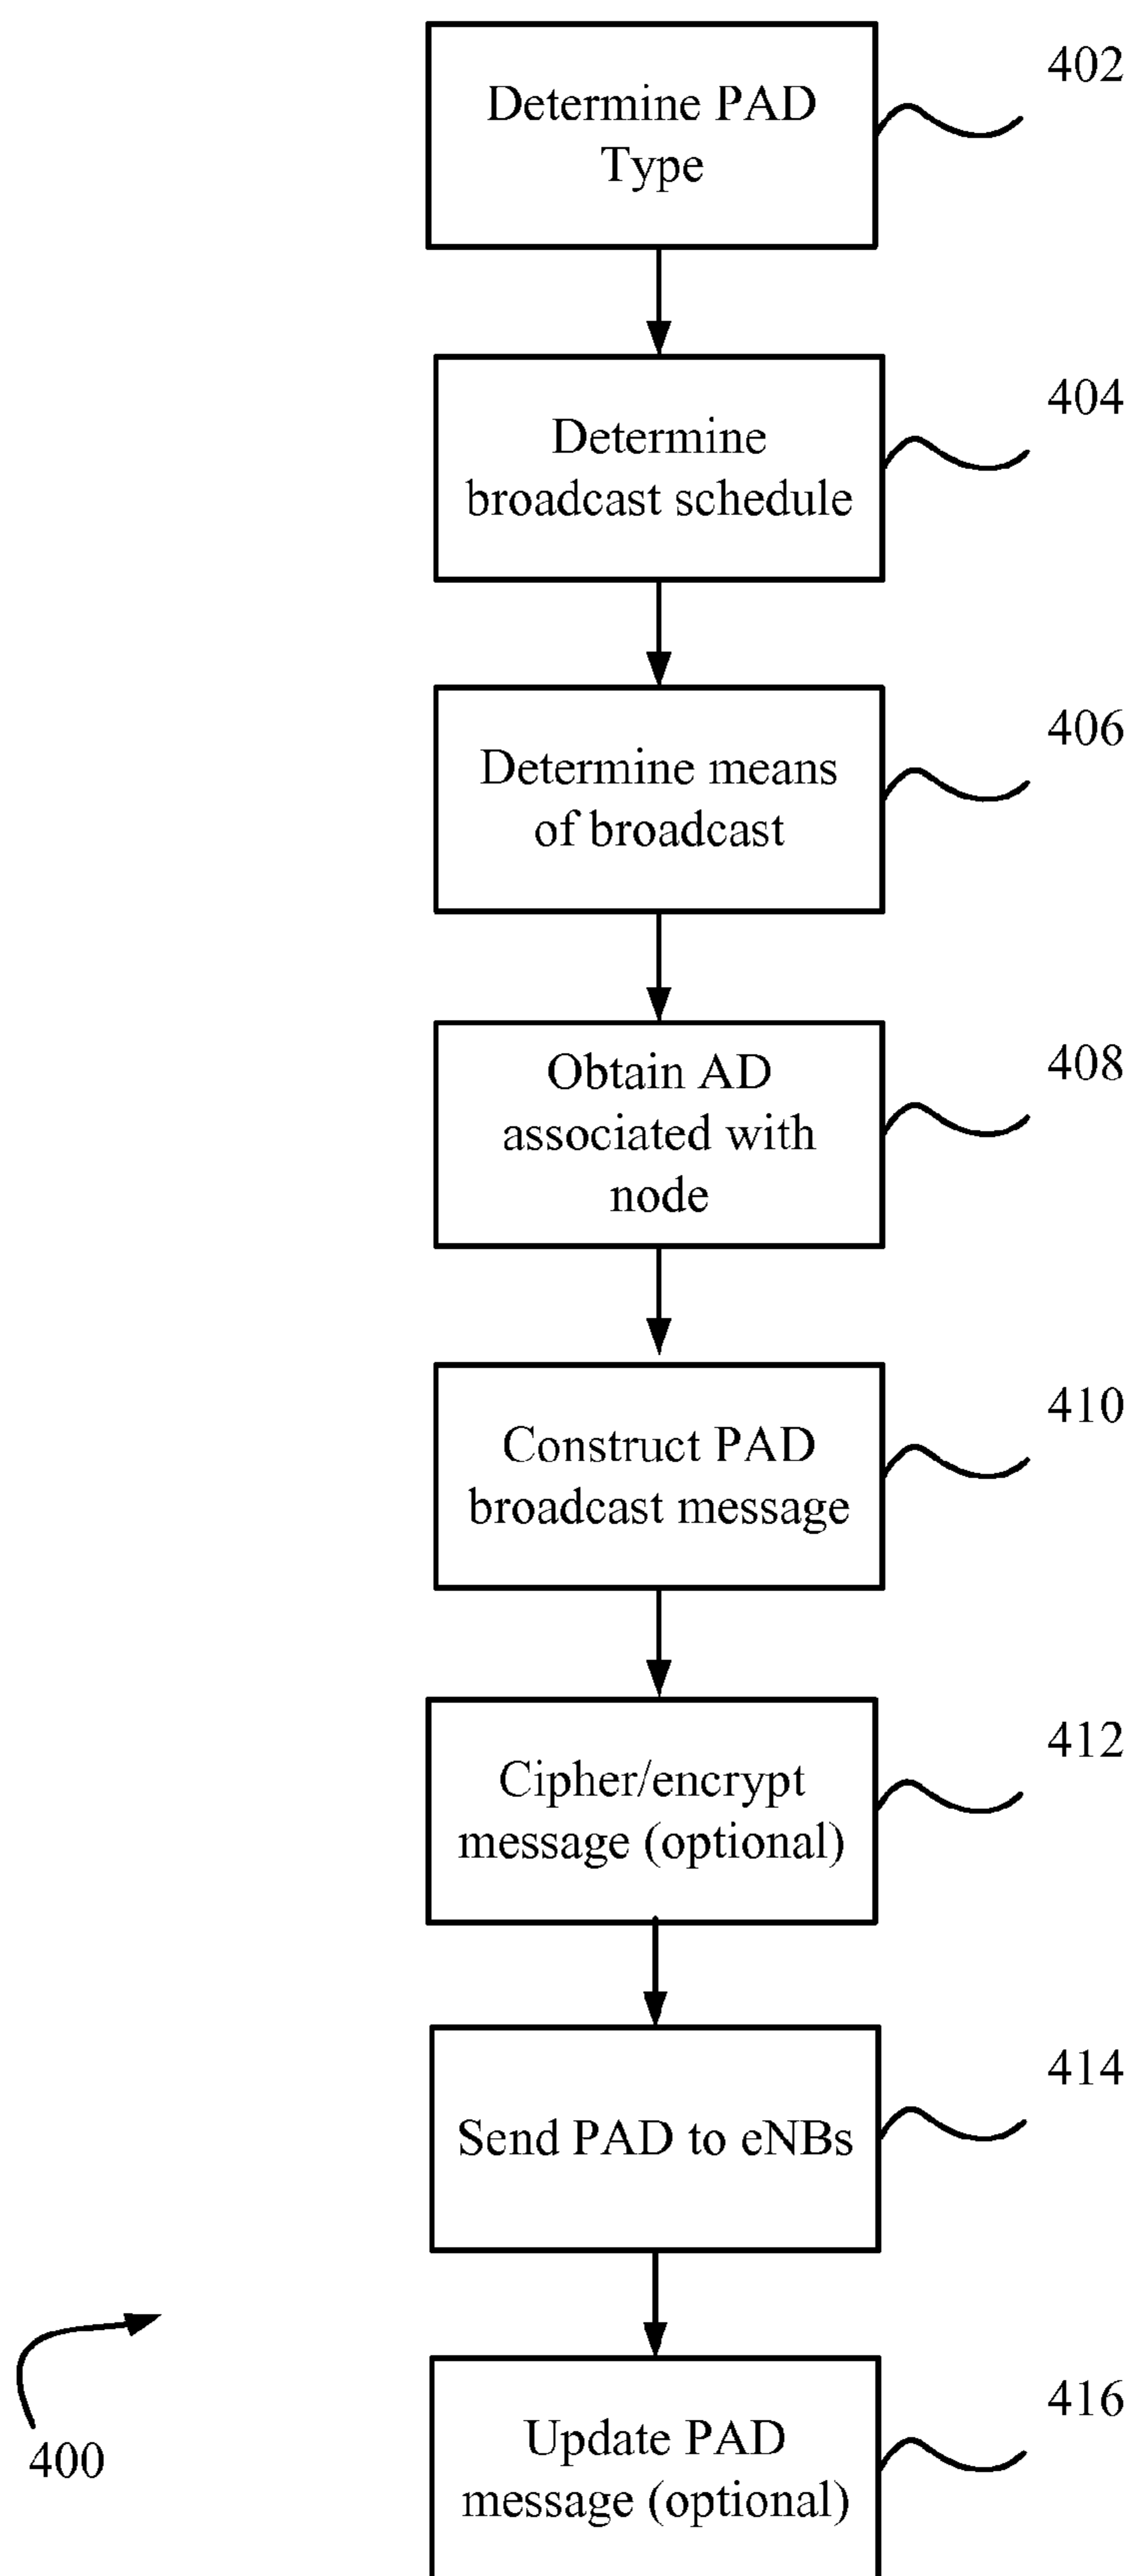 Determine PAD
Type
402
Determine
broadcast schedule
404
Determine means
of broadcast
406
Obtain AD
associated with
node
408
Construct PAD
broadcast message
410
Cipher/encrypt
message (optional)
412
Send PAD to eNBs
414
Update PAD
message (optional)
416
400